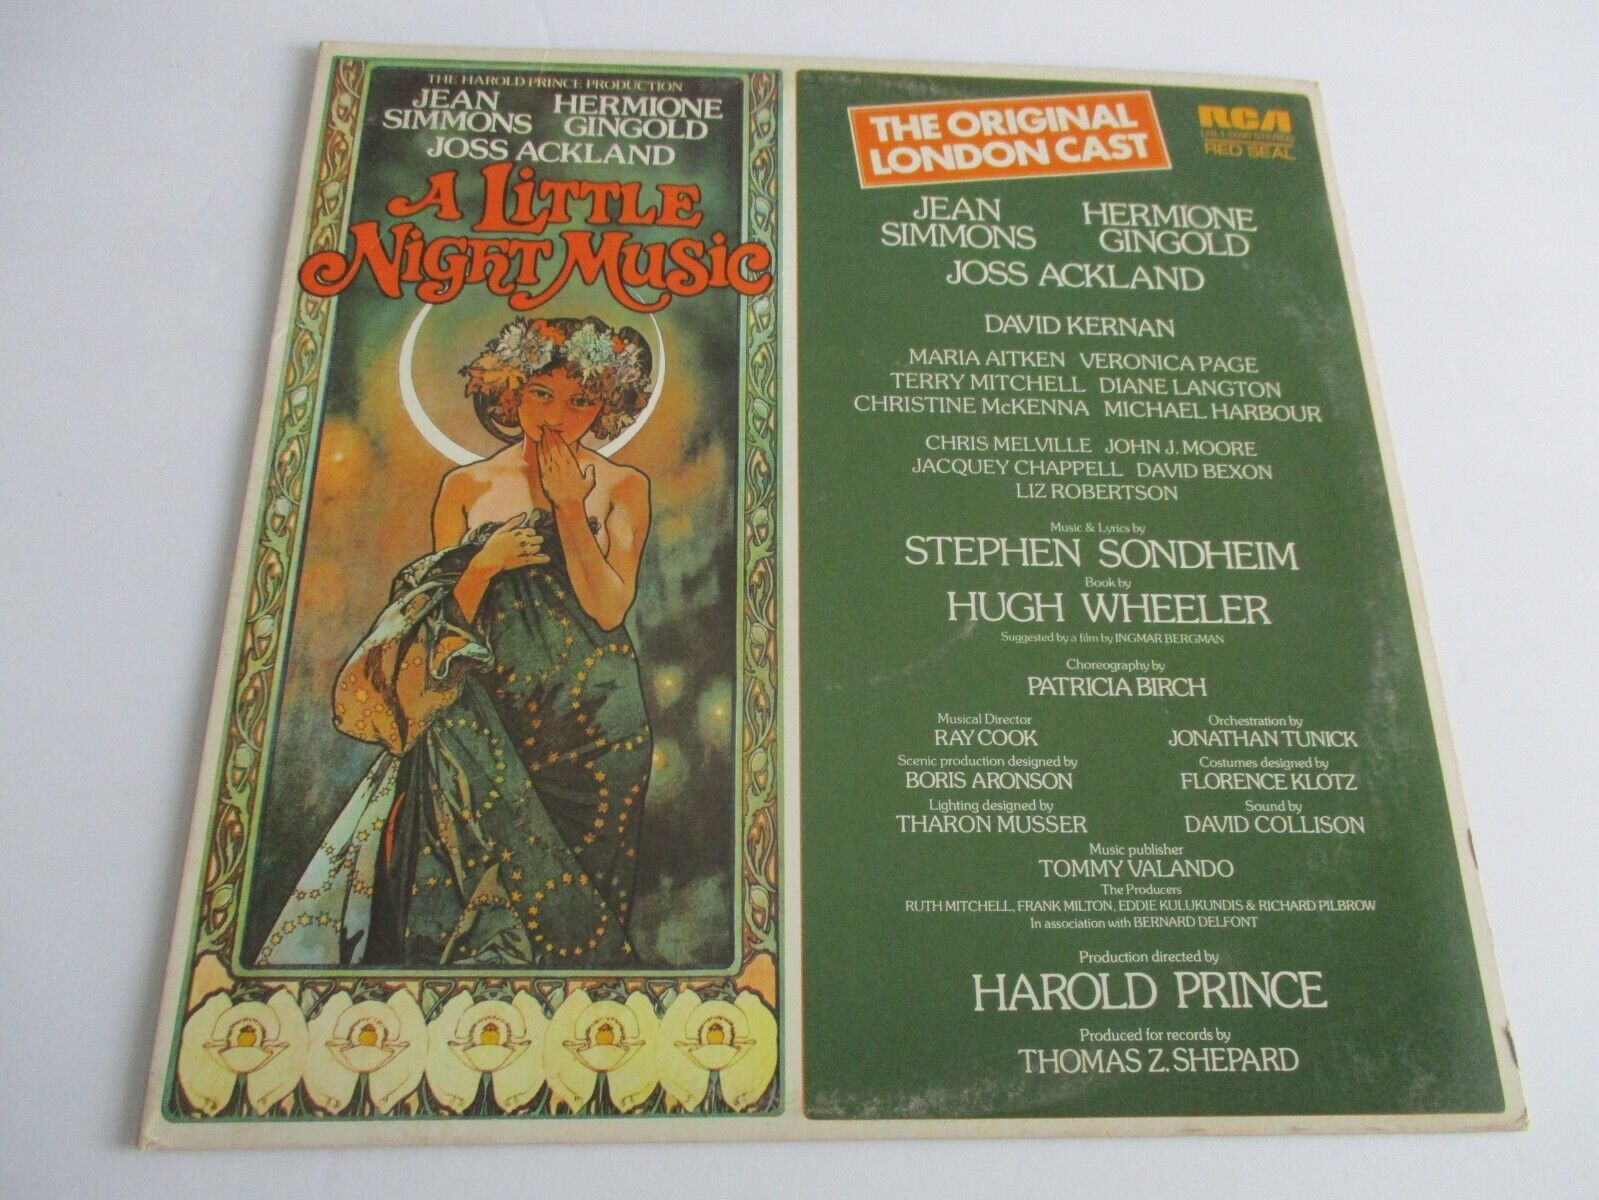 THE HAROLD PRINCE PRODUCTION
JEAN SIMMONS
HERMIONE GINGOLD
JOSS ACKLAND
A LITTLE
NIGHT MUSIC
THE ORIGINAL
LONDON CAST
RCA
RED SEAL
JEAN SIMMONS
HERMIONE GINGOLD
JOSS ACKLAND
DAVID KERNAN
MARIA AITKEN VERONICA PAGE
TERRY MITCHELL DIANE LANGTON
CHRISTINE McKENNA MICHAEL HARBOUR
CHRIS MELVILLE JOHN J. MOORE
JACQUEY CHAPPELL DAVID BEXON
LIZ ROBERTSON
Music & Lyrics by
STEPHEN SONDHEIM
Book by
HUGH WHEELER
Suggested by a film by INGMAR BERGMAN
Choreography by
PATRICIA BIRCH
Musical Director
RAY COOK
Orchestration by
JONATHAN TUNICK
Scenic production designed by
BORIS ARONSON
Costumes designed by
FLORENCE KLOTZ
Lighting designed by
THARON MUSSER
Sound by
DAVID COLLISON
Music publisher
TOMMY VALANDO
The Producers
RUTH MITCHELL, FRANK MILTON, EDDIE KULUKUNDIS & RICHARD PILBROW
In association with BERNARD DELFONT
Production directed by
HAROLD PRINCE
Produced for records by
THOMAS Z. SHEPARD